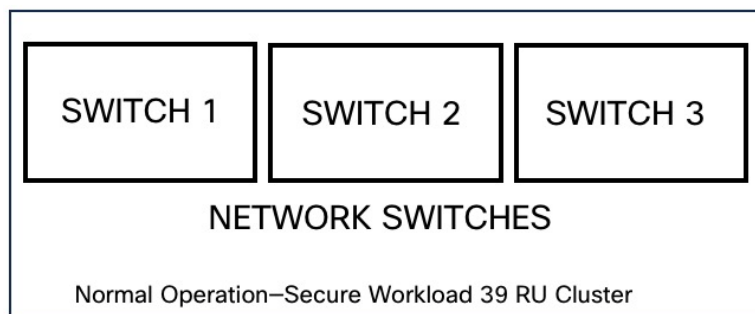 SWITCH 1 SWITCH 2 SWITCH 3
NETWORK SWITCHES
Normal Operation—Secure Workload 39 RU Cluster